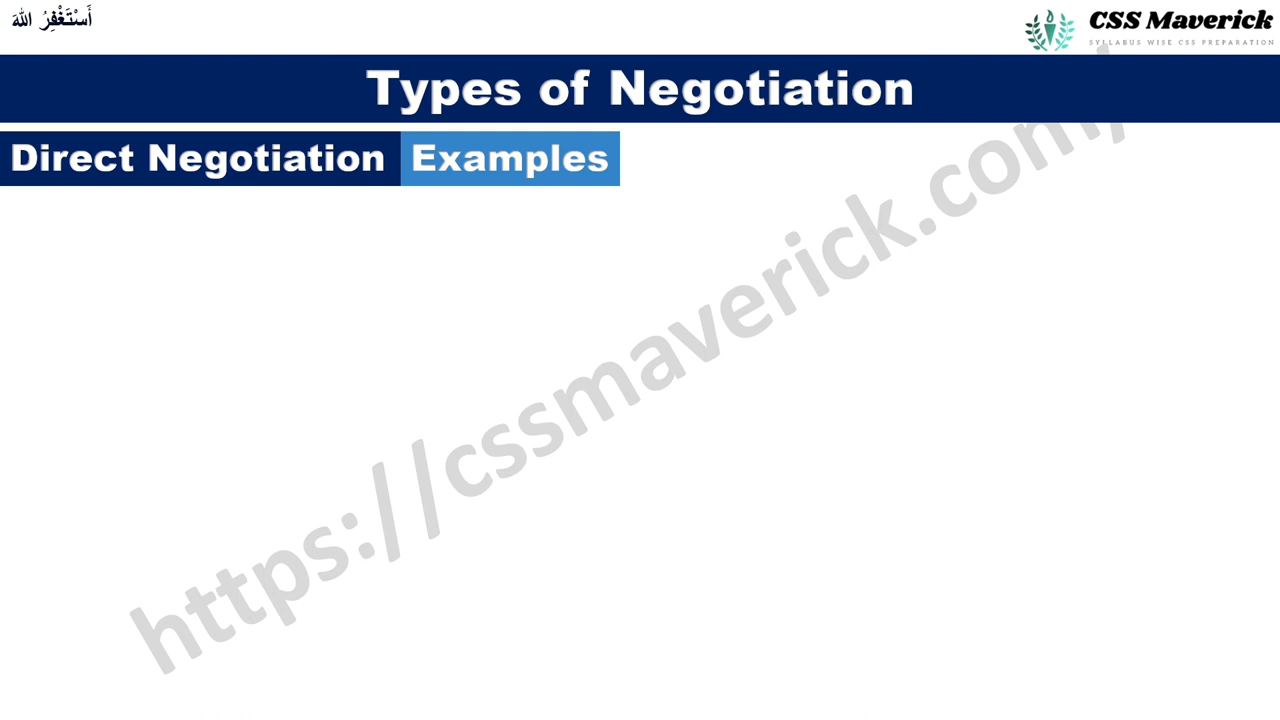 أَسْتَغْفِرُ اللهَ
CSS Maverick
SYLLABUS WISE CSS PREPARATION
Types of Negotiation
Direct Negotiation Examples
https://cssmaverick.com/